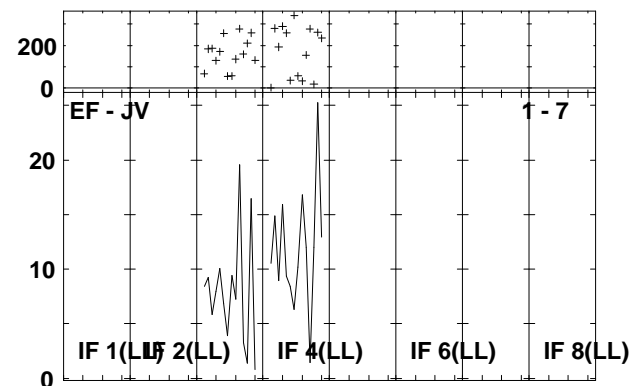 200
0
EF - JV 1 - 7
20
10
IF 1(LL) IF 2(LL) IF 4(LL) IF 6(LL) IF 8(LL)
0